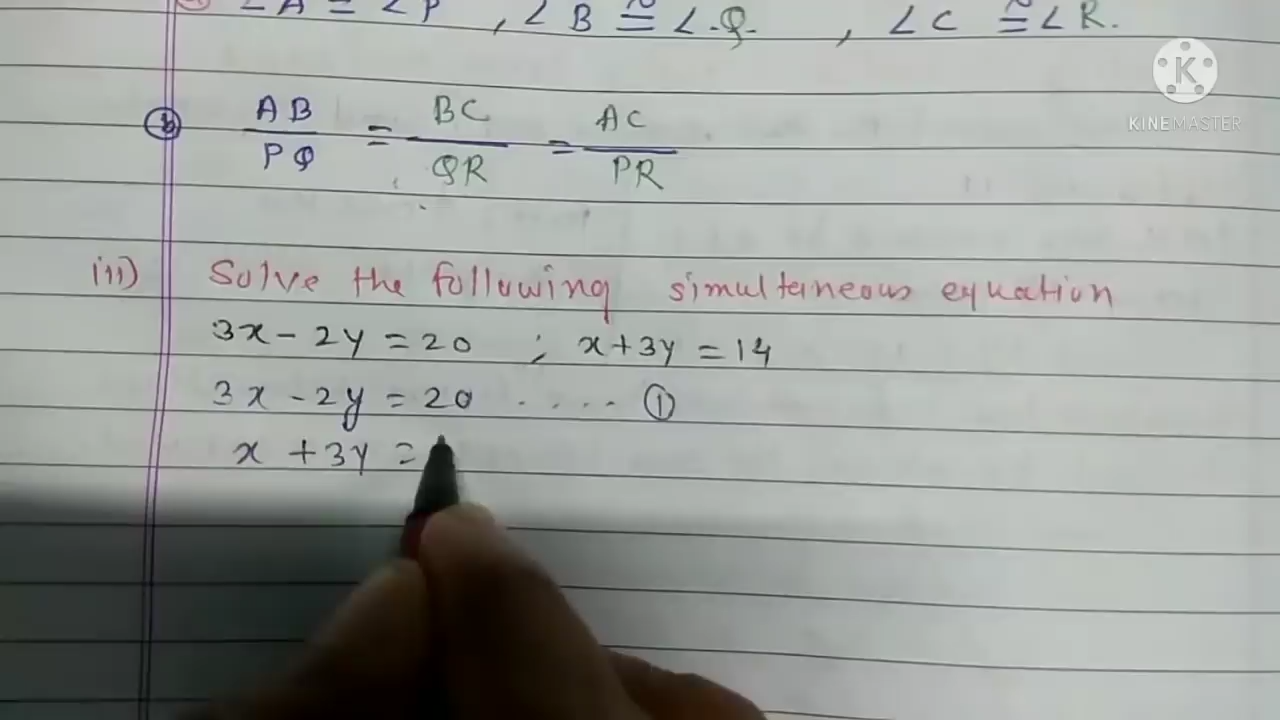 ∠A ≅ ∠P , ∠B ≅ ∠Q , ∠C ≅ ∠R.
K
KINEMASTER
b AB/PQ = BC/QR = AC/PR
iii) Solve the following simultaneous equation
3x - 2y = 20 ; x + 3y = 14
3x - 2y = 20 ..... ①
x + 3y =